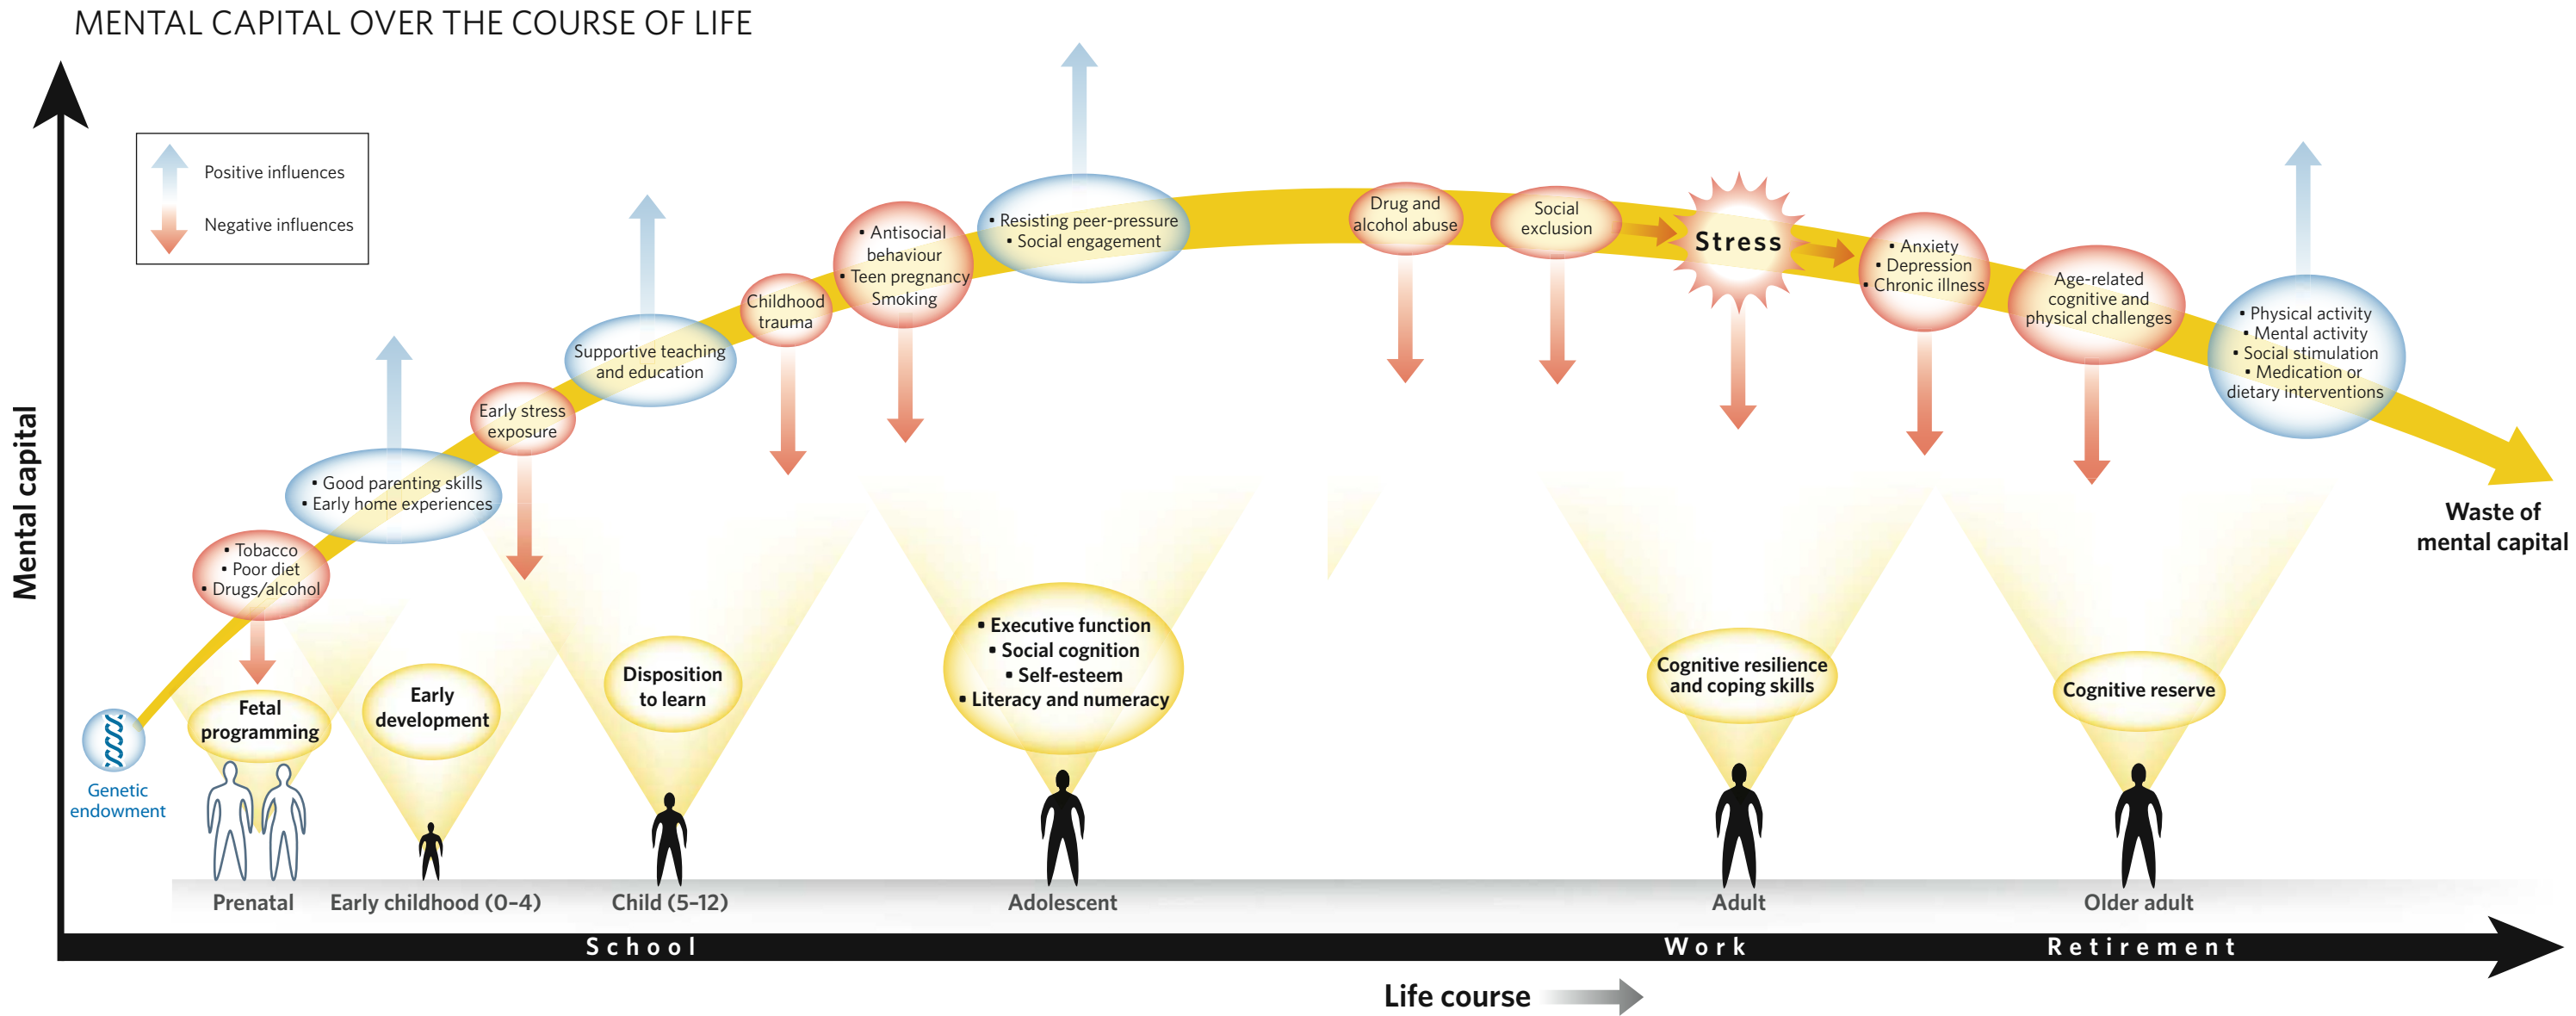 MENTAL CAPITAL OVER THE COURSE OF LIFE
Positive influences
Negative influences
Mental capital
Genetic
endowment
• Tobacco
• Poor diet
• Drugs/alcohol
• Good parenting skills
• Early home experiences
Early stress
exposure
Supportive teaching
and education
Childhood
trauma
• Antisocial
behaviour
• Teen pregnancy
Smoking
• Resisting peer-pressure
• Social engagement
Drug and
alcohol abuse
Social
exclusion
Stress
• Anxiety
• Depression
• Chronic illness
Age-related
cognitive and
physical challenges
• Physical activity
• Mental activity
• Social stimulation
• Medication or
dietary interventions
Waste of
mental capital
Fetal
programming
Early
development
Disposition
to learn
• Executive function
• Social cognition
• Self-esteem
• Literacy and numeracy
Cognitive resilience
and coping skills
Cognitive reserve
Prenatal
Early childhood (0–4)
Child (5–12)
Adolescent
Adult
Older adult
School
Work
Retirement
Life course